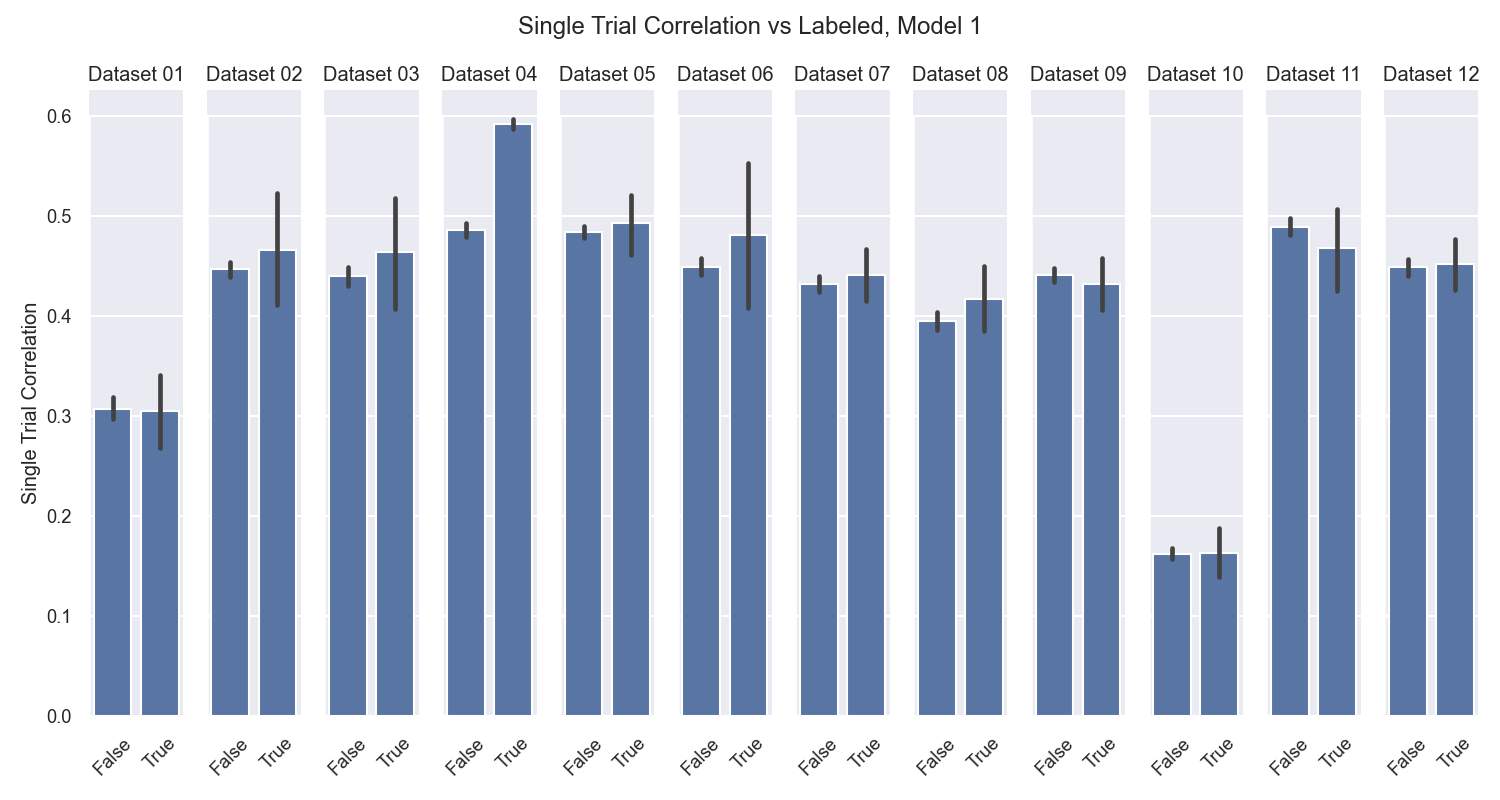 Single Trial Correlation vs Labeled, Model 1
Dataset 01 Dataset 02 Dataset 03 Dataset 04 Dataset 05 Dataset 06 Dataset 07 Dataset 08 Dataset 09 Dataset 10 Dataset 11 Dataset 12
Single Trial Correlation
0.6
0.5
0.4
0.3
0.2
0.1
0.0
False True False True False True False True False True False True False True False True False True False True False True False True